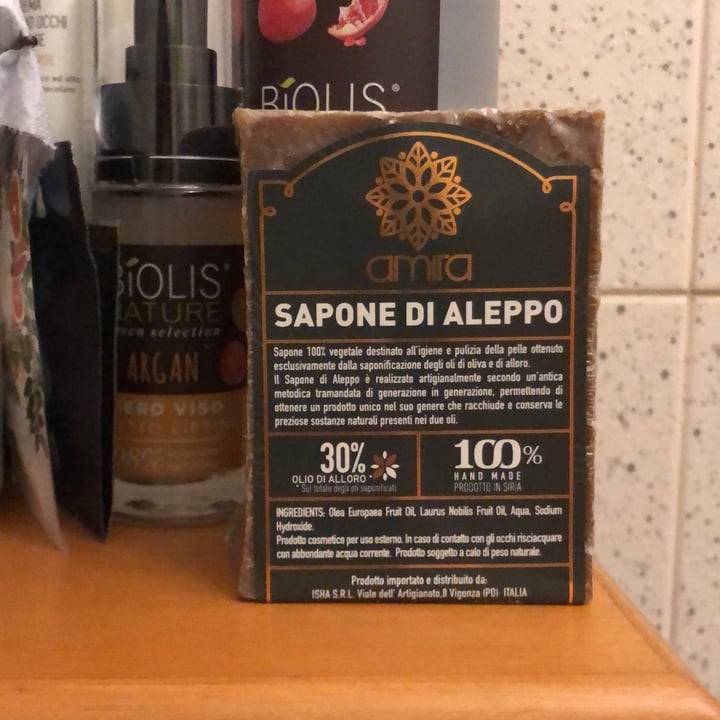 OCCHI
BiOLIS®
BiOLIS®
NATURE
green selection
ARGAN
SIERO VISO
amira
SAPONE DI ALEPPO
Sapone 100% vegetale destinato all'igiene e pulizia della pelle ottenuto
esclusivamente dalla saponificazione degli oli di oliva e di alloro.
Il Sapone di Aleppo è realizzato artigianalmente secondo un'antica
metodica tramandata di generazione in generazione, permettendo di
ottenere un prodotto unico nel suo genere che racchiude e conserva le
preziose sostanze naturali presenti nei due oli.
30%
OLIO DI ALLORO
* Sul totale degli oli saponificati
100%
HAND MADE
PRODOTTO IN SIRIA
INGREDIENTS: Olea Europaea Fruit Oil, Laurus Nobilis Fruit Oil, Aqua, Sodium
Hydroxide.
Prodotto cosmetico per uso esterno. In caso di contatto con gli occhi risciacquare
con abbondante acqua corrente. Prodotto soggetto a calo di peso naturale.
Prodotto importato e distribuito da:
ISHA S.R.L. Viale dell' Artigianato,8 Vigonza (PD) ITALIA